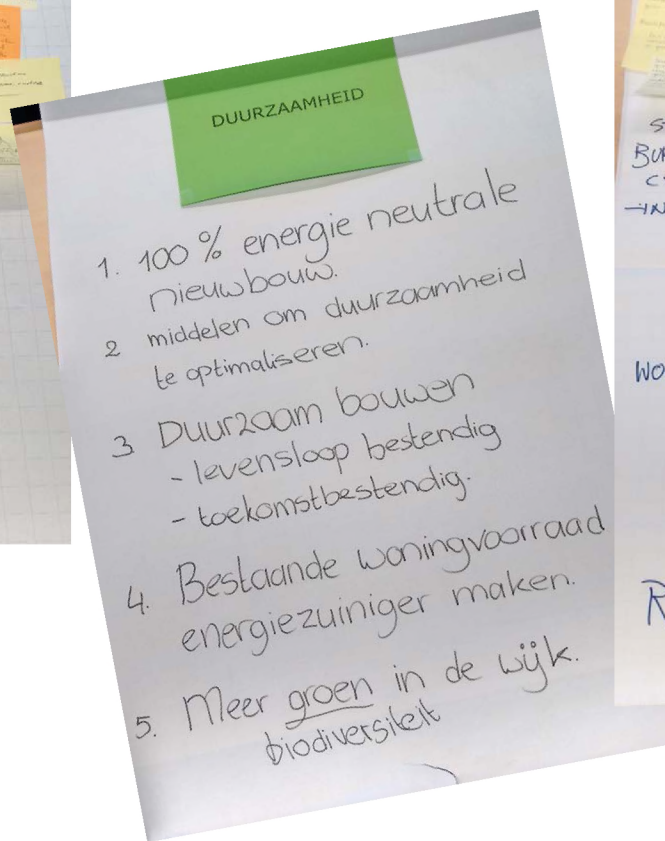 DUURZAAMHEID
1. 100 % energie neutrale
nieuwbouw.
2 middelen om duurzaamheid
te optimaliseren.
3 Duurzaam bouwen
- levensloop bestendig
- toekomstbestendig.
4. Bestaande woningvoorraad
energiezuiniger maken.
5. Meer groen in de wijk.
biodiversiteit